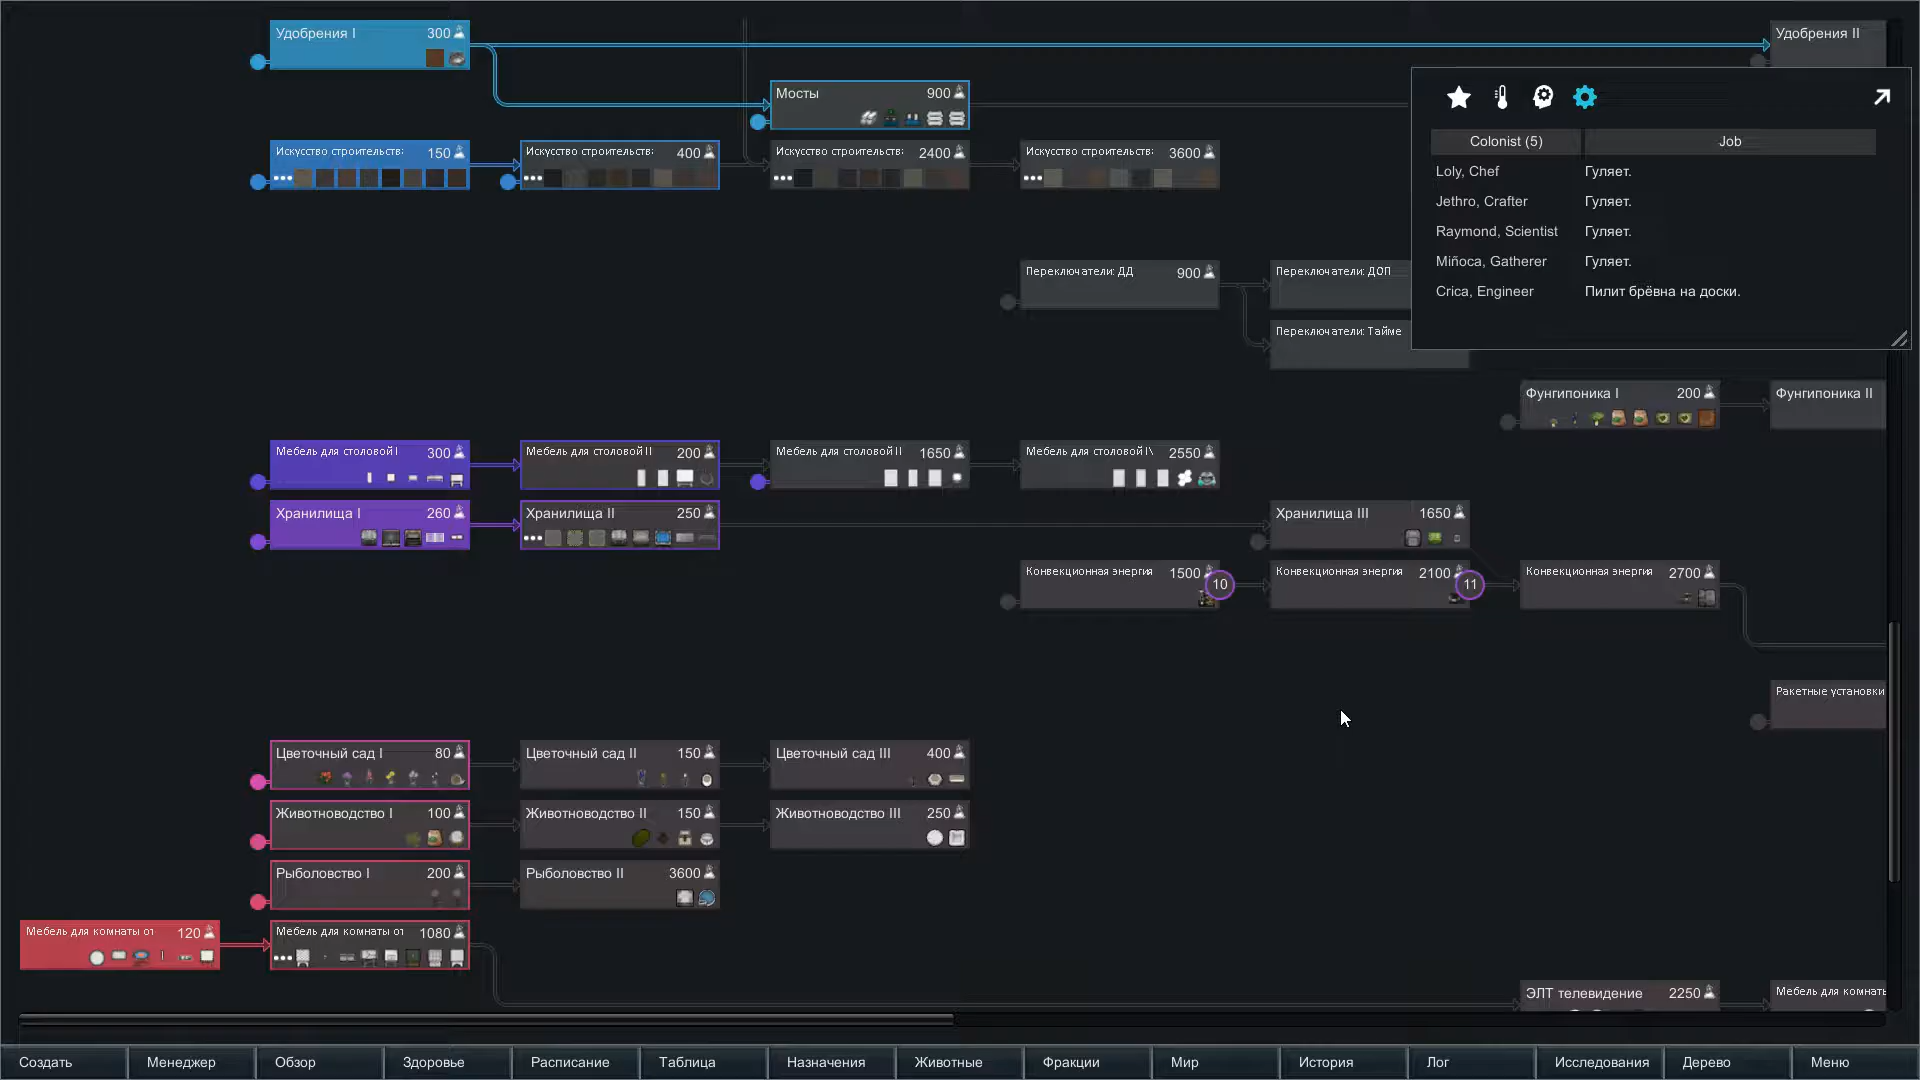 Удобрения I 300
Удобрения II
Мосты 900
Искусство строительств: 150
Искусство строительств: 400
Искусство строительств: 2400
Искусство строительств: 3600
Colonist (5) Job
Loly, Chef Гуляет.
Jethro, Crafter Гуляет.
Raymond, Scientist Гуляет.
Miñoca, Gatherer Гуляет.
Crica, Engineer Пилит брёвна на доски.
Переключатели: ДД 900
Переключатели: ДОП
Переключатели: Тайме
Фунгипоника I 200
Фунгипоника II
Мебель для столовой I 300
Мебель для столовой II 200
Мебель для столовой II 1650
Мебель для столовой I\ 2550
Хранилища I 260
Хранилища II 250
Хранилища III 1650
Конвекционная энергия 1500
10
Конвекционная энергия 2100
11
Конвекционная энергия 2700
Ракетные установки
Цветочный сад I 80
Цветочный сад II 150
Цветочный сад III 400
Животноводство I 100
Животноводство II 150
Животноводство III 250
Рыболовство I 200
Рыболовство II 3600
Мебель для комнаты от 120
Мебель для комнаты от 1080
ЭЛТ телевидение 2250
Мебель для комнать
Создать Менеджер Обзор Здоровье Расписание Таблица Назначения Животные Фракции Мир История Лог Исследования Дерево Меню